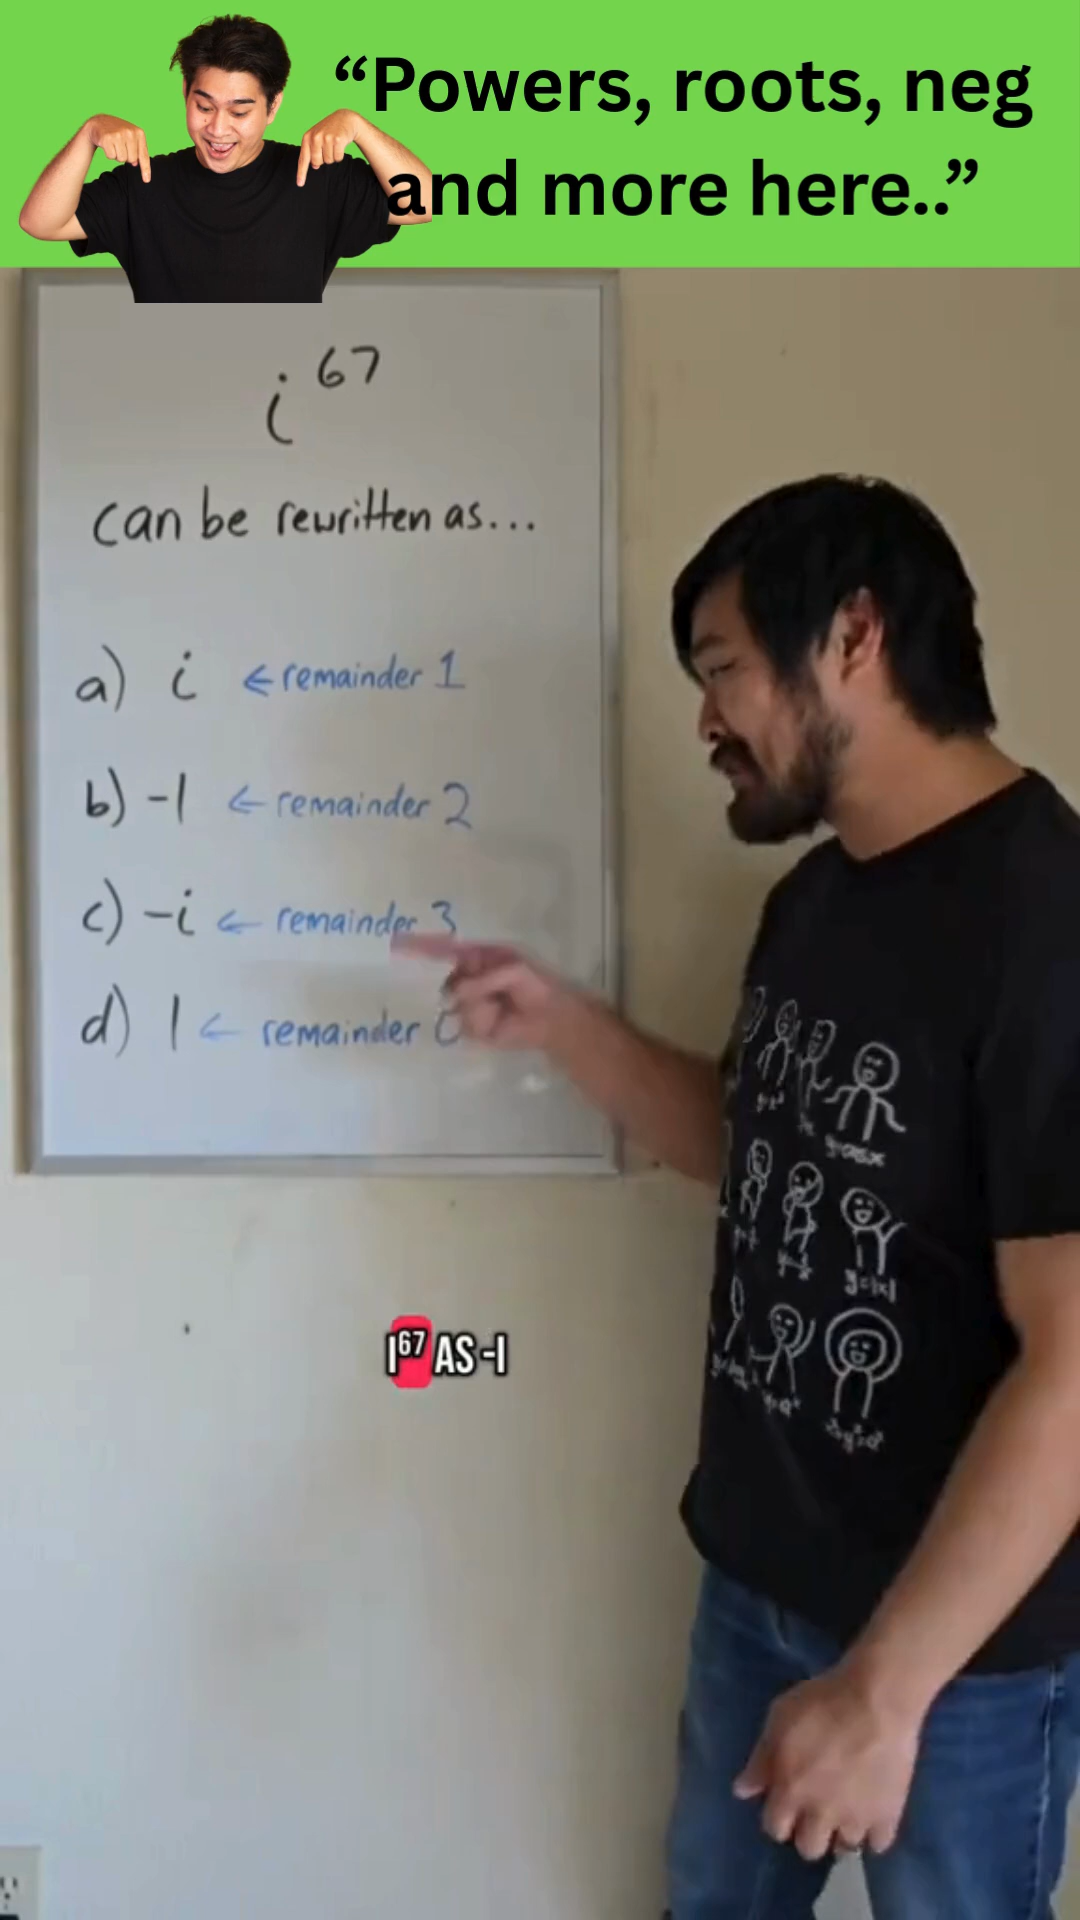 “Powers, roots, neg
and more here..”
i⁶⁷
can be rewritten as...
a) i ← remainder 1
b) -1 ← remainder 2
c) -i ← remainder 3
d) 1 ← remainder
y=|x|
I⁶⁷ AS -I